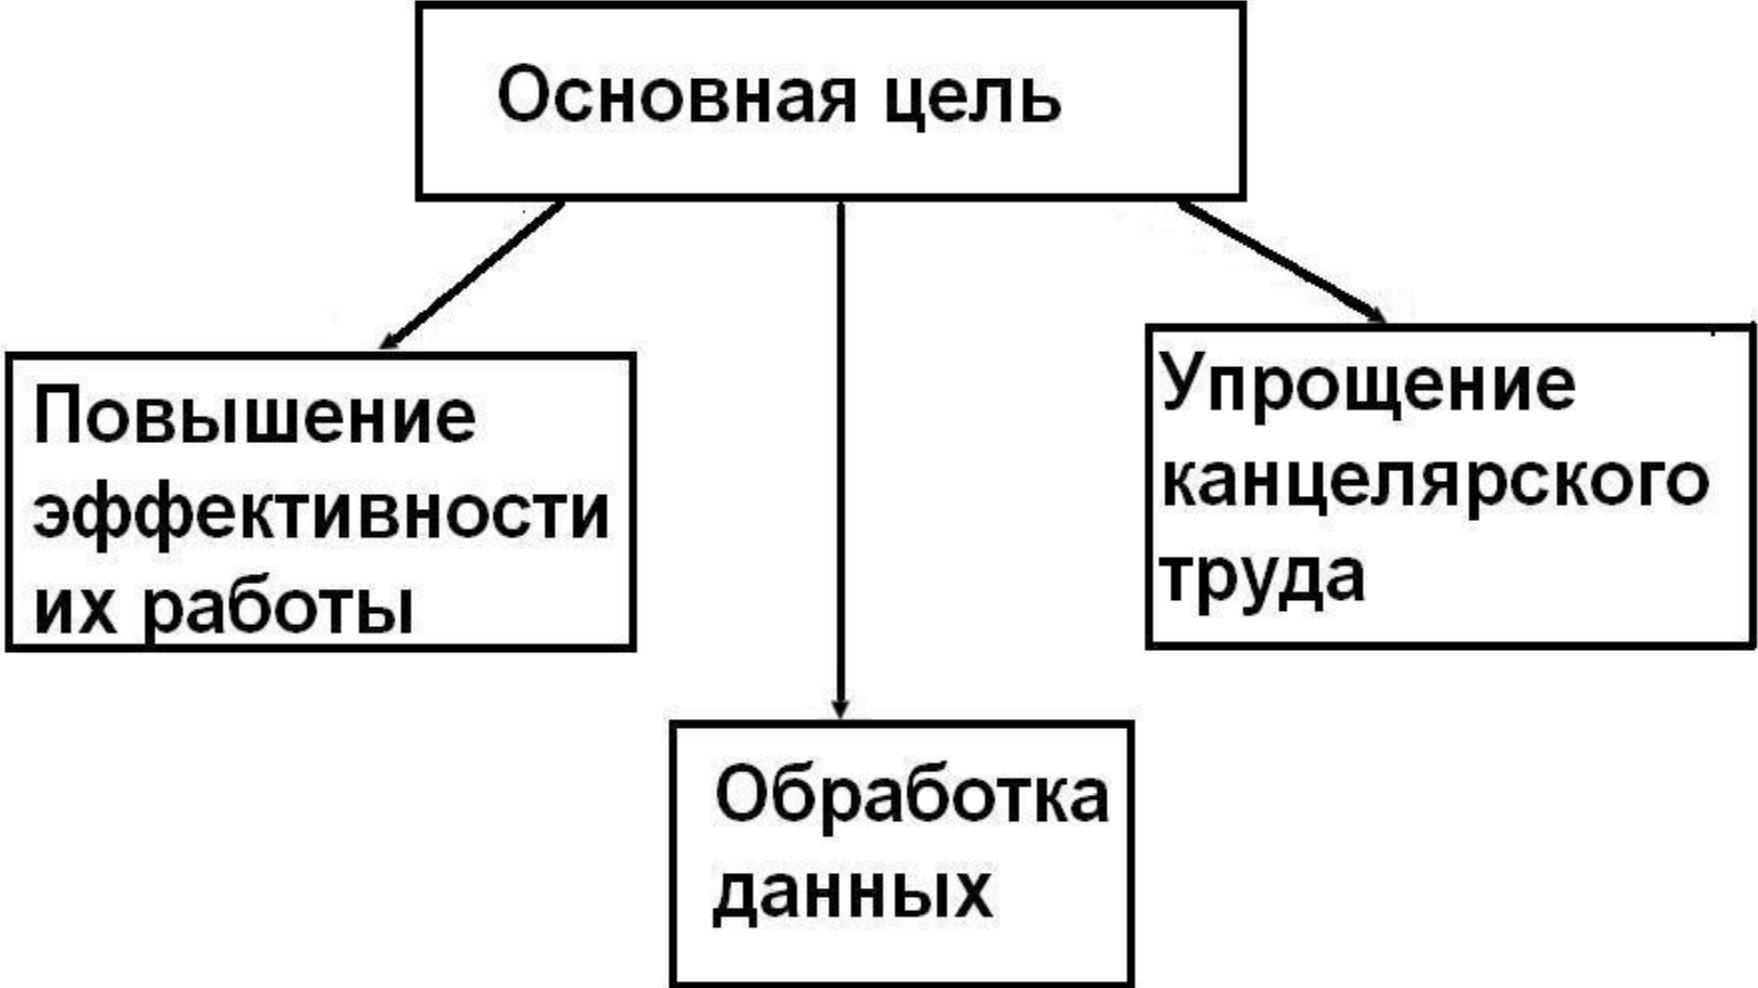 Основная цель
Повышение
эффективности
их работы
Упрощение
канцелярского
труда
Обработка
данных